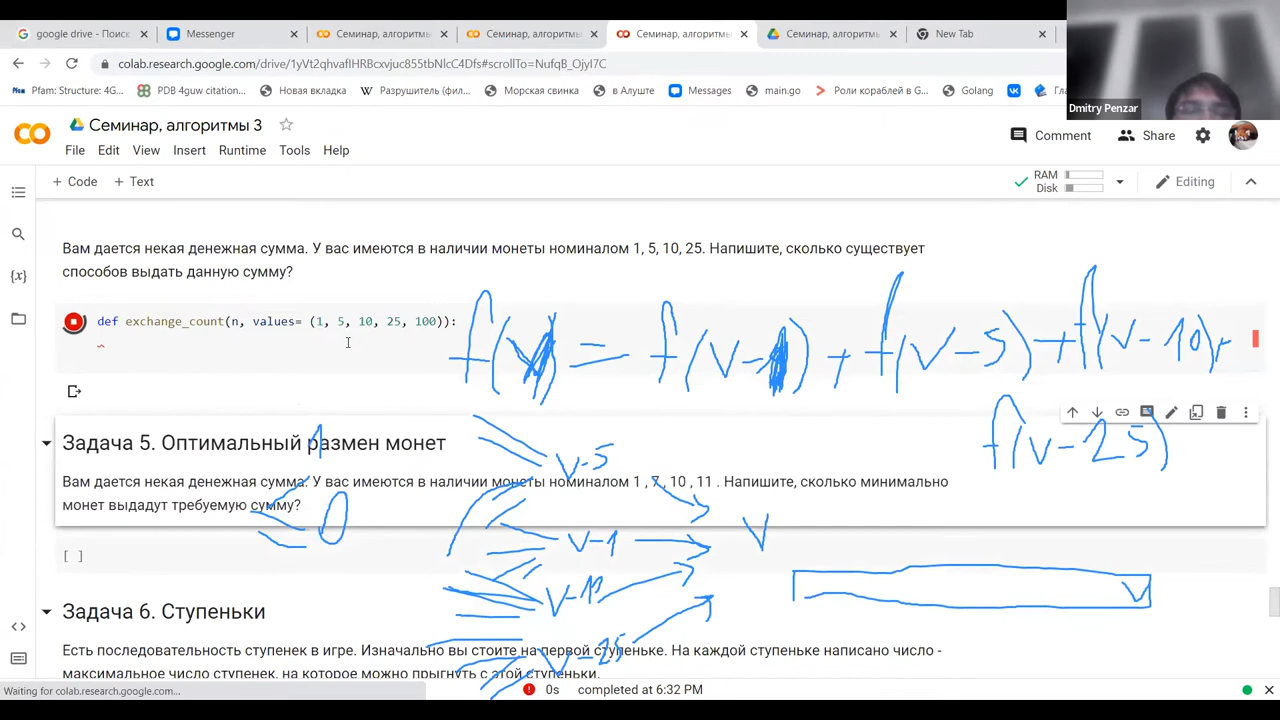 google drive - Поиск
Messenger
Семинар, алгоритмы
Семинар, алгоритмы
Семинар, алгоритмы
Семинар, алгоритмы
New Tab
colab.research.google.com/drive/1yVt2qhvaflHRBcxvjuc855tbNlcC4Dfs#scrollTo=NufqB_OjyI7C
Pfam: Structure: 4G...
PDB 4guw citation...
Новая вкладка
Разрушитель (фил...
Морская свинка
в Алуште
Messages
main.go
Роли кораблей в G...
Golang
Dmitry Penzar
Семинар, алгоритмы 3
File Edit View Insert Runtime Tools Help
Comment
Share
+ Code + Text
RAM
Disk
Editing
Вам дается некая денежная сумма. У вас имеются в наличии монеты номиналом 1, 5, 10, 25. Напишите, сколько существует
способов выдать данную сумму?
def exchange_count(n, values= (1, 5, 10, 25, 100)):
f(V) = f(V-1) + f(V-5) + f(V-10) +
f(V-25)
Задача 5. Оптимальный размен монет
1
V-5
Вам дается некая денежная сумма. У вас имеются в наличии монеты номиналом 1 , 7 , 10 , 11 . Напишите, сколько минимально
монет выдадут требуемую сумму?
0
V-1
V
[ ]
V
V-25
Задача 6. Ступеньки
Есть последовательность ступенек в игре. Изначально вы стоите на первой ступеньке. На каждой ступеньке написано число -
максимальное число ступенек, на которое можно прыгнуть с этой ступеньки.
Waiting for colab.research.google.com...
0s completed at 6:32 PM